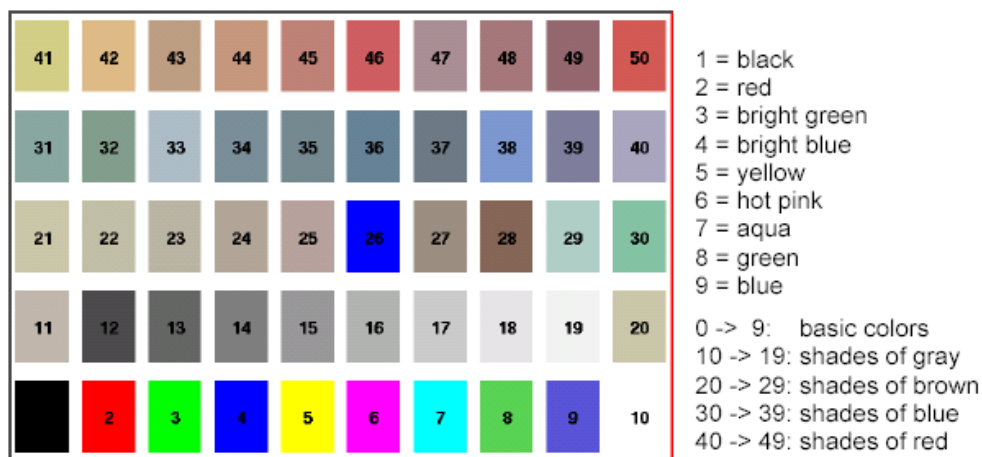 41 42 43 44 45 46 47 48 49 50
31 32 33 34 35 36 37 38 39 40
21 22 23 24 25 26 27 28 29 30
11 12 13 14 15 16 17 18 19 20
2 3 4 5 6 7 8 9 10
1 = black
2 = red
3 = bright green
4 = bright blue
5 = yellow
6 = hot pink
7 = aqua
8 = green
9 = blue
0 -> 9: basic colors
10 -> 19: shades of gray
20 -> 29: shades of brown
30 -> 39: shades of blue
40 -> 49: shades of red